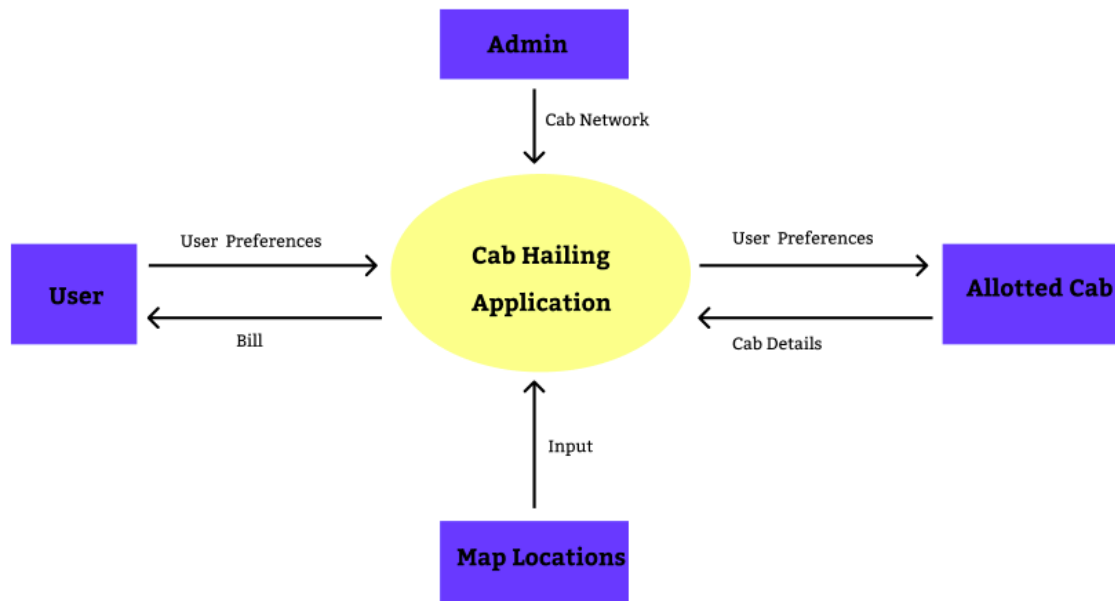 Admin
Cab Network
User Preferences
User Preferences
Cab Hailing
Application
User
Allotted Cab
Bill
Cab Details
Input
Map Locations